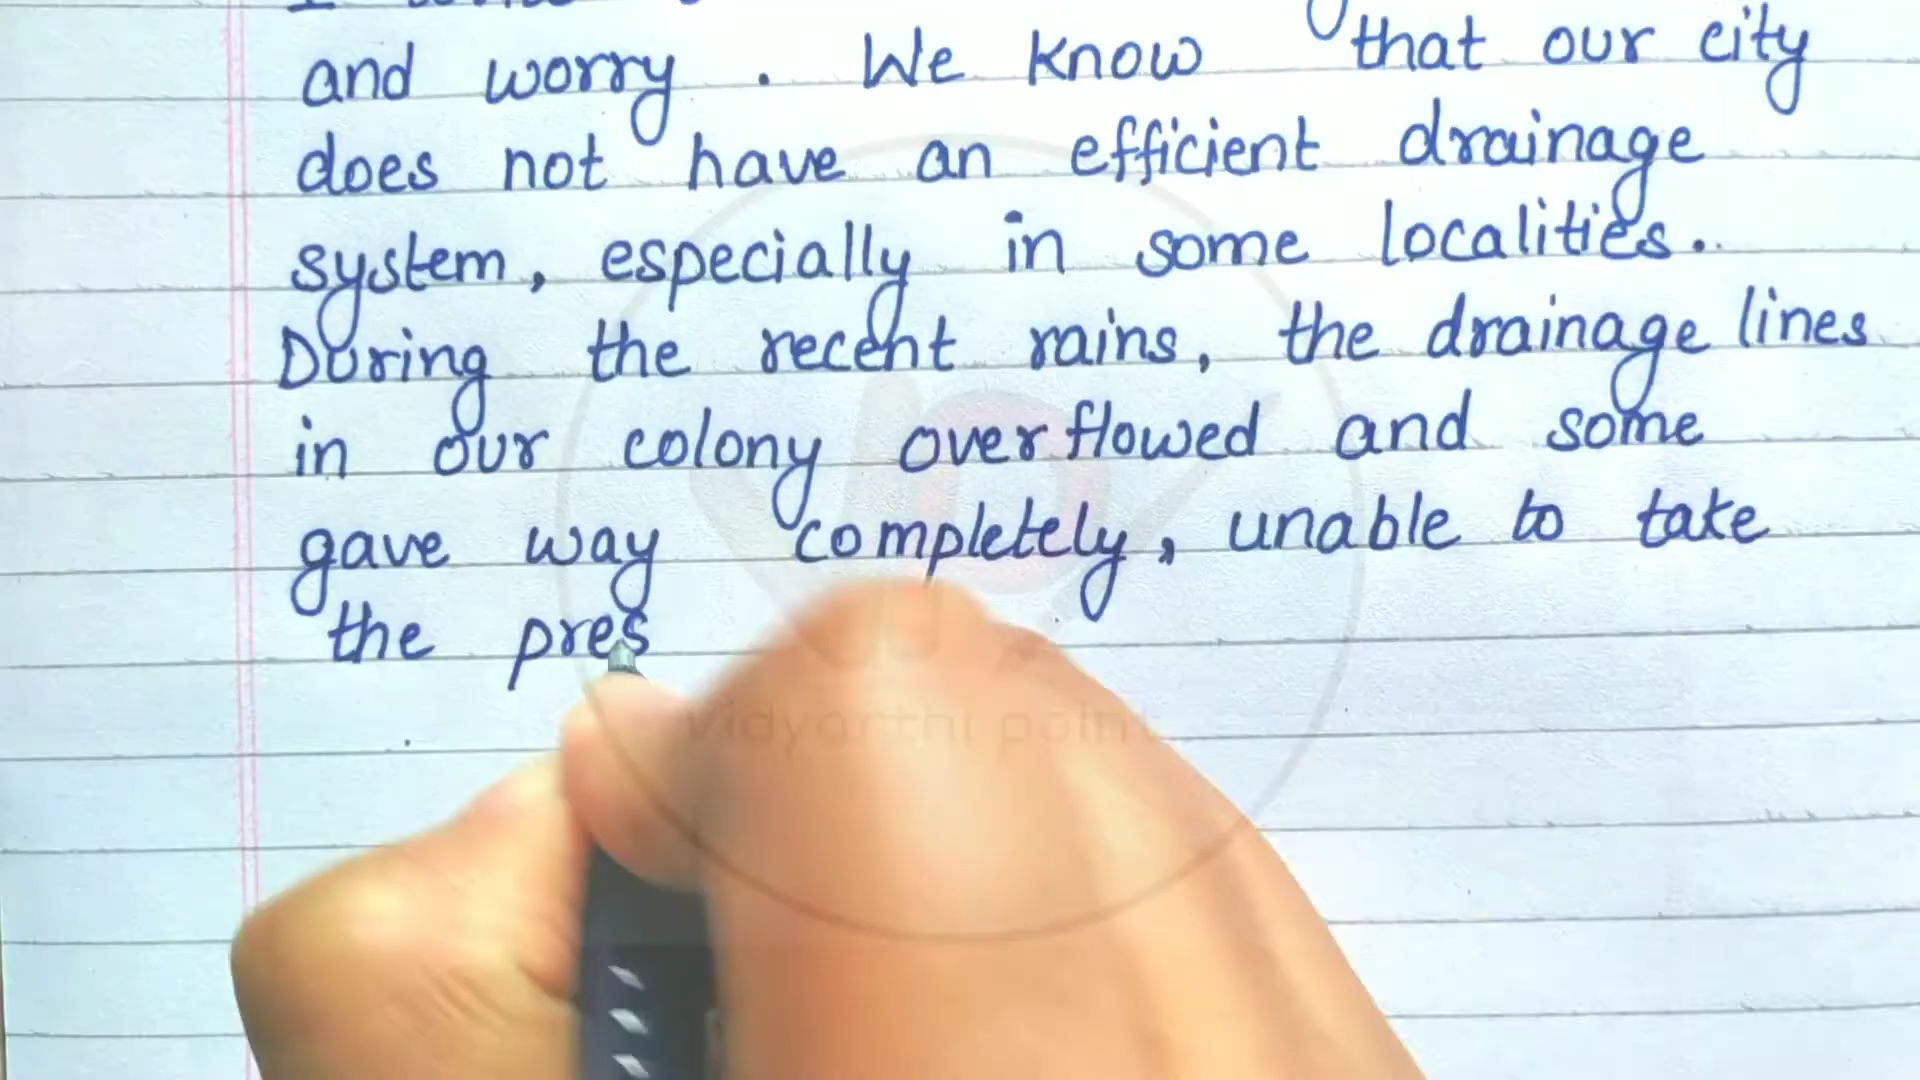 and worry. We know that our city
does not have an efficient drainage
system, especially in some localities.
During the recent rains, the drainage lines
in our colony overflowed and some
gave way completely, unable to take
the pres
vidyarthi point